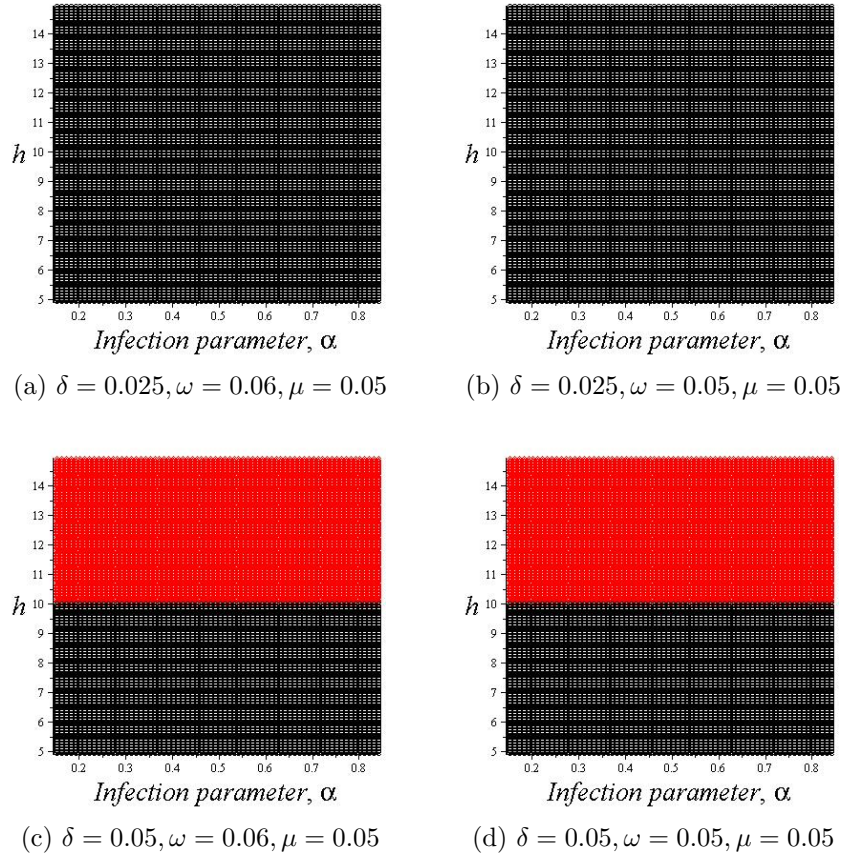 14
13
12
11
h 10
9
8
7
6
5
0.2 0.3 0.4 0.5 0.6 0.7 0.8
Infection parameter, α
(a) δ = 0.025, ω = 0.06, μ = 0.05
14
13
12
11
h 10
9
8
7
6
5
0.2 0.3 0.4 0.5 0.6 0.7 0.8
Infection parameter, α
(b) δ = 0.025, ω = 0.05, μ = 0.05
14
13
12
11
h 10
9
8
7
6
5
0.2 0.3 0.4 0.5 0.6 0.7 0.8
Infection parameter, α
(c) δ = 0.05, ω = 0.06, μ = 0.05
14
13
12
11
h 10
9
8
7
6
5
0.2 0.3 0.4 0.5 0.6 0.7 0.8
Infection parameter, α
(d) δ = 0.05, ω = 0.05, μ = 0.05